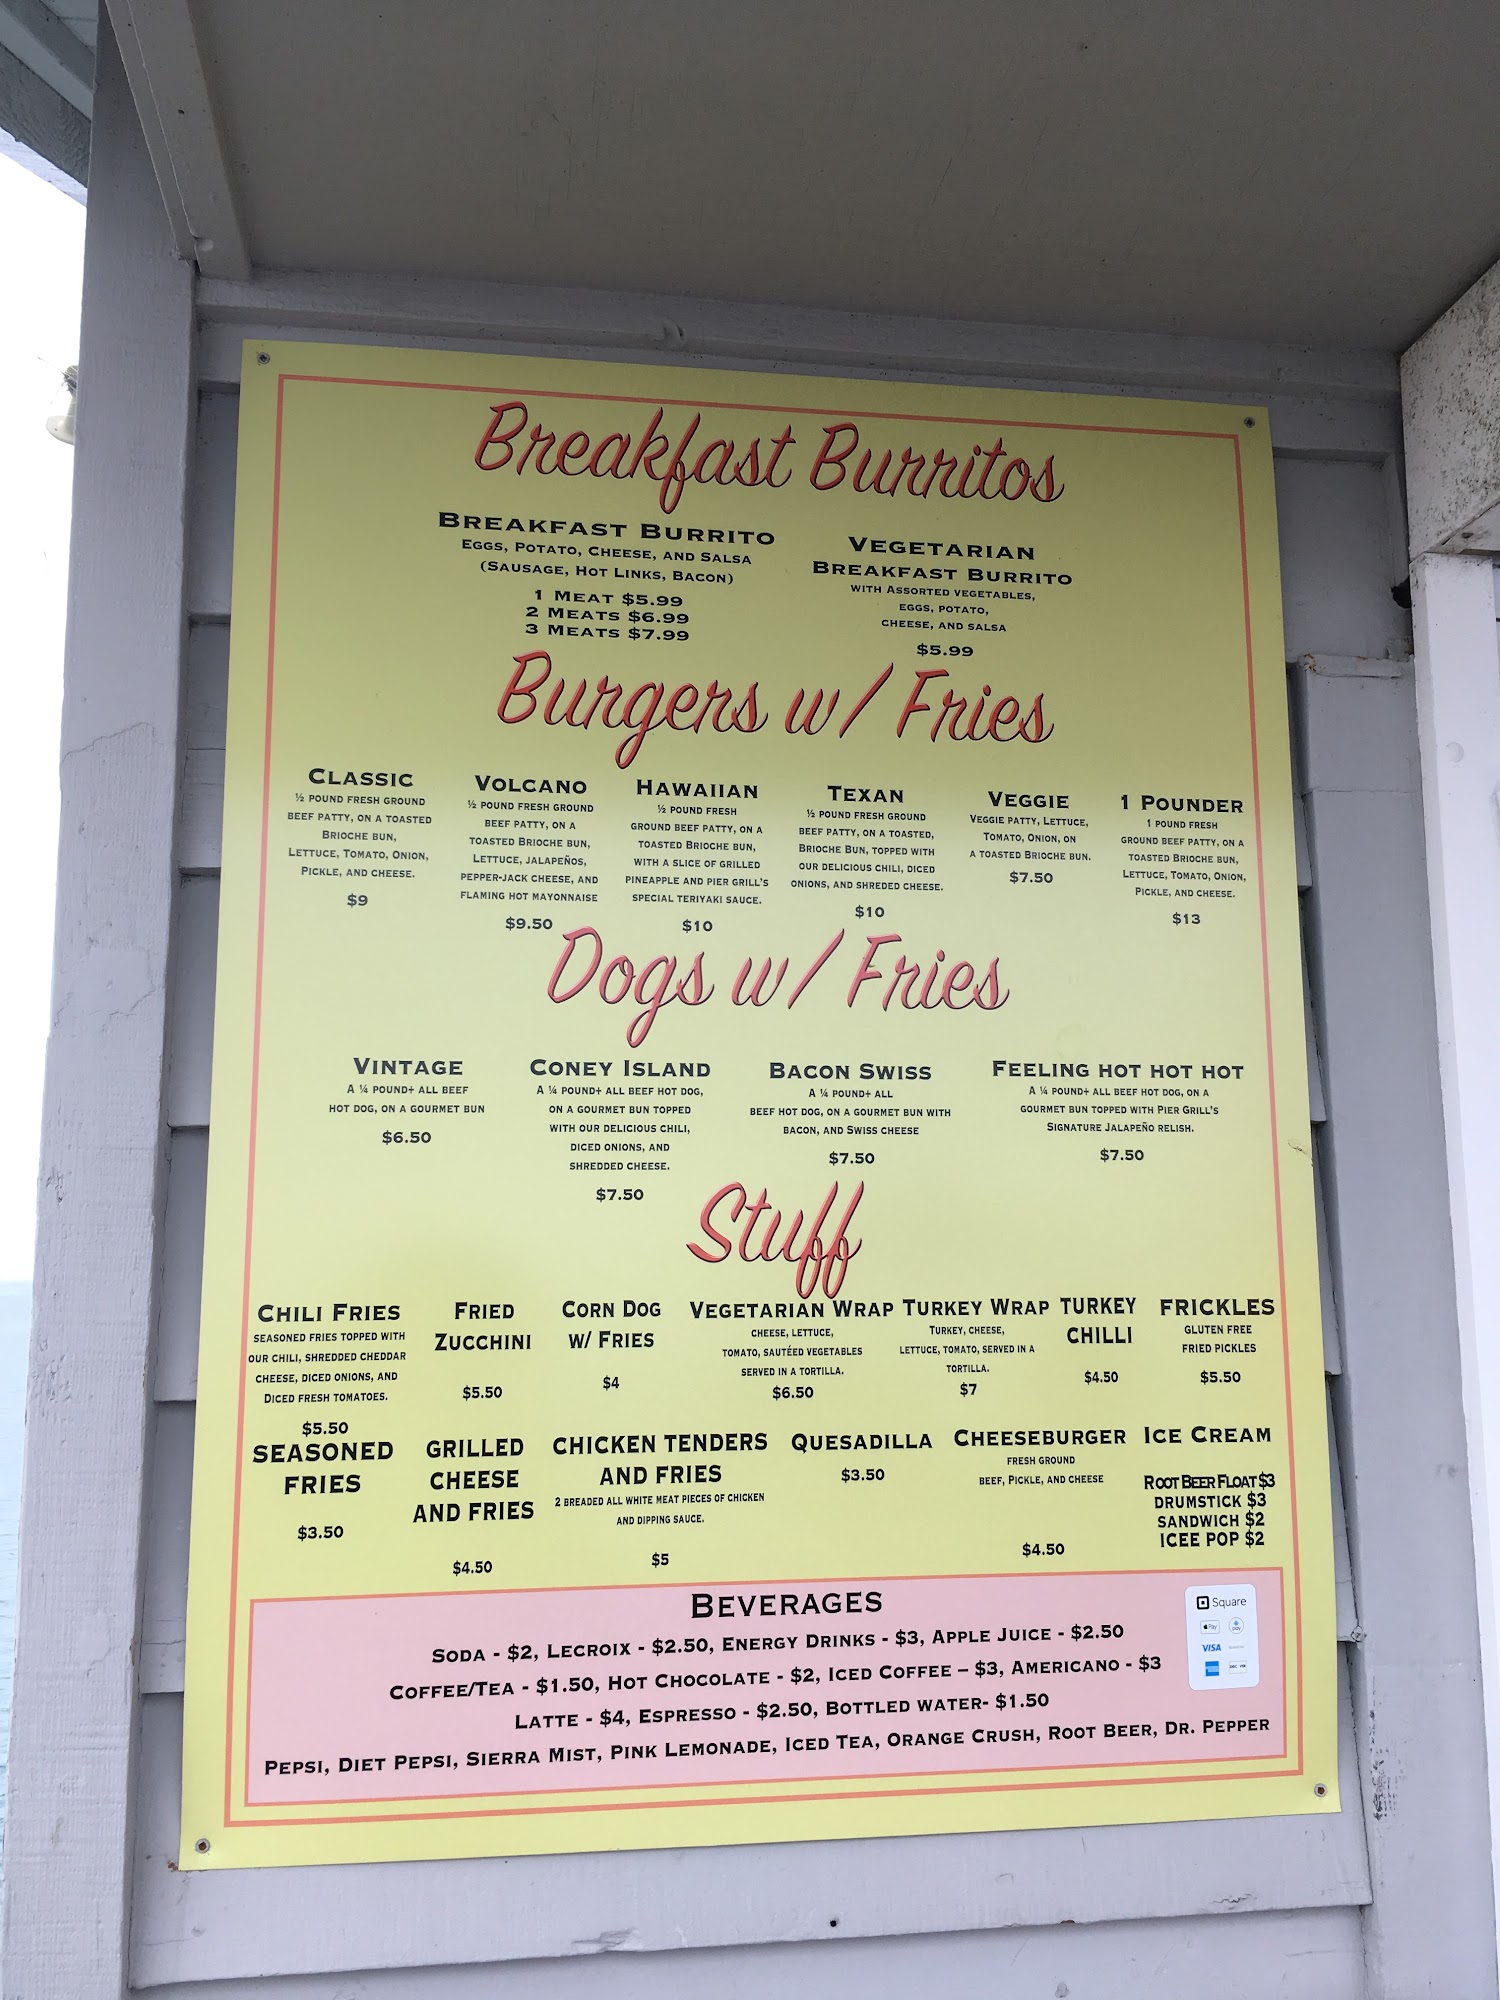 Breakfast Burritos
BREAKFAST BURRITO
EGGS, POTATO, CHEESE, AND SALSA
(SAUSAGE, HOT LINKS, BACON)
1 MEAT $5.99
2 MEATS $6.99
3 MEATS $7.99
VEGETARIAN
BREAKFAST BURRITO
WITH ASSORTED VEGETABLES,
EGGS, POTATO,
CHEESE, AND SALSA
$5.99
Burgers w/ Fries
CLASSIC
½ POUND FRESH GROUND
BEEF PATTY, ON A TOASTED
BRIOCHE BUN,
LETTUCE, TOMATO, ONION,
PICKLE, AND CHEESE.
$9
VOLCANO
½ POUND FRESH GROUND
BEEF PATTY, ON A
TOASTED BRIOCHE BUN,
LETTUCE, JALAPEÑOS,
PEPPER-JACK CHEESE, AND
FLAMING HOT MAYONNAISE
$9.50
HAWAIIAN
½ POUND FRESH
GROUND BEEF PATTY, ON A
TOASTED BRIOCHE BUN,
WITH A SLICE OF GRILLED
PINEAPPLE AND PIER GRILL'S
SPECIAL TERIYAKI SAUCE.
$10
TEXAN
½ POUND FRESH GROUND
BEEF PATTY, ON A TOASTED,
BRIOCHE BUN, TOPPED WITH
OUR DELICIOUS CHILI, DICED
ONIONS, AND SHREDED CHEESE.
$10
VEGGIE
VEGGIE PATTY, LETTUCE,
TOMATO, ONION, ON
A TOASTED BRIOCHE BUN.
$7.50
1 POUNDER
1 POUND FRESH
GROUND BEEF PATTY, ON A
TOASTED BRIOCHE BUN,
LETTUCE, TOMATO, ONION,
PICKLE, AND CHEESE.
$13
Dogs w/ Fries
VINTAGE
A ¼ POUND+ ALL BEEF
HOT DOG, ON A GOURMET BUN
$6.50
CONEY ISLAND
A ¼ POUND+ ALL BEEF HOT DOG,
ON A GOURMET BUN TOPPED
WITH OUR DELICIOUS CHILI,
DICED ONIONS, AND
SHREDDED CHEESE.
$7.50
BACON SWISS
A ¼ POUND+ ALL
BEEF HOT DOG, ON A GOURMET BUN WITH
BACON, AND SWISS CHEESE
$7.50
FEELING HOT HOT HOT
A ¼ POUND+ ALL BEEF HOT DOG, ON A
GOURMET BUN TOPPED WITH PIER GRILL'S
SIGNATURE JALAPEÑO RELISH.
$7.50
Stuff
CHILI FRIES
SEASONED FRIES TOPPED WITH
OUR CHILI, SHREDDED CHEDDAR
CHEESE, DICED ONIONS, AND
DICED FRESH TOMATOES.
$5.50
FRIED
ZUCCHINI
$5.50
CORN DOG
W/ FRIES
$4
VEGETARIAN WRAP
CHEESE, LETTUCE,
TOMATO, SAUTÉED VEGETABLES
SERVED IN A TORTILLA.
$6.50
TURKEY WRAP
TURKEY, CHEESE,
LETTUCE, TOMATO, SERVED IN A
TORTILLA.
$7
TURKEY
CHILLI
$4.50
FRICKLES
GLUTEN FREE
FRIED PICKLES
$5.50
SEASONED
FRIES
$3.50
GRILLED
CHEESE
AND FRIES
$4.50
CHICKEN TENDERS
AND FRIES
2 BREADED ALL WHITE MEAT PIECES OF CHICKEN
AND DIPPING SAUCE.
$5
QUESADILLA
$3.50
CHEESEBURGER
FRESH GROUND
BEEF, PICKLE, AND CHEESE
$4.50
ICE CREAM
ROOT BEER FLOAT $3
DRUMSTICK $3
SANDWICH $2
ICEE POP $2
BEVERAGES
SODA - $2, LECROIX - $2.50, ENERGY DRINKS - $3, APPLE JUICE - $2.50
COFFEE/TEA - $1.50, HOT CHOCOLATE - $2, ICED COFFEE – $3, AMERICANO - $3
LATTE - $4, ESPRESSO - $2.50, BOTTLED WATER- $1.50
PEPSI, DIET PEPSI, SIERRA MIST, PINK LEMONADE, ICED TEA, ORANGE CRUSH, ROOT BEER, DR. PEPPER
Square
Pay
pay
VISA